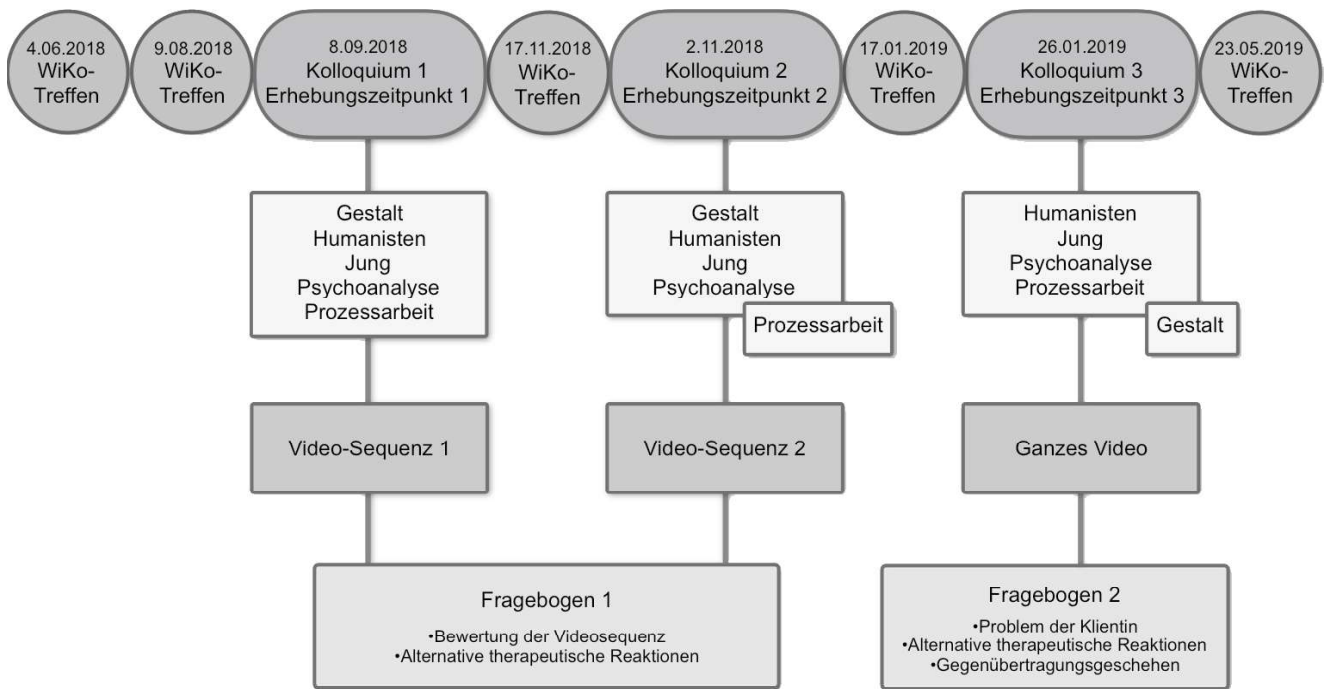 4.06.2018
WiKo-
Treffen
9.08.2018
WiKo-
Treffen
8.09.2018
Kolloquium 1
Erhebungszeitpunkt 1
17.11.2018
WiKo-
Treffen
2.11.2018
Kolloquium 2
Erhebungszeitpunkt 2
17.01.2019
WiKo-
Treffen
26.01.2019
Kolloquium 3
Erhebungszeitpunkt 3
23.05.2019
WiKo-
Treffen
Gestalt
Humanisten
Jung
Psychoanalyse
Prozessarbeit
Gestalt
Humanisten
Jung
Psychoanalyse
Prozessarbeit
Humanisten
Jung
Psychoanalyse
Prozessarbeit
Gestalt
Video-Sequenz 1
Video-Sequenz 2
Ganzes Video
Fragebogen 1
•Bewertung der Videosequenz
•Alternative therapeutische Reaktionen
Fragebogen 2
•Problem der Klientin
•Alternative therapeutische Reaktionen
•Gegenübertragungsgeschehen